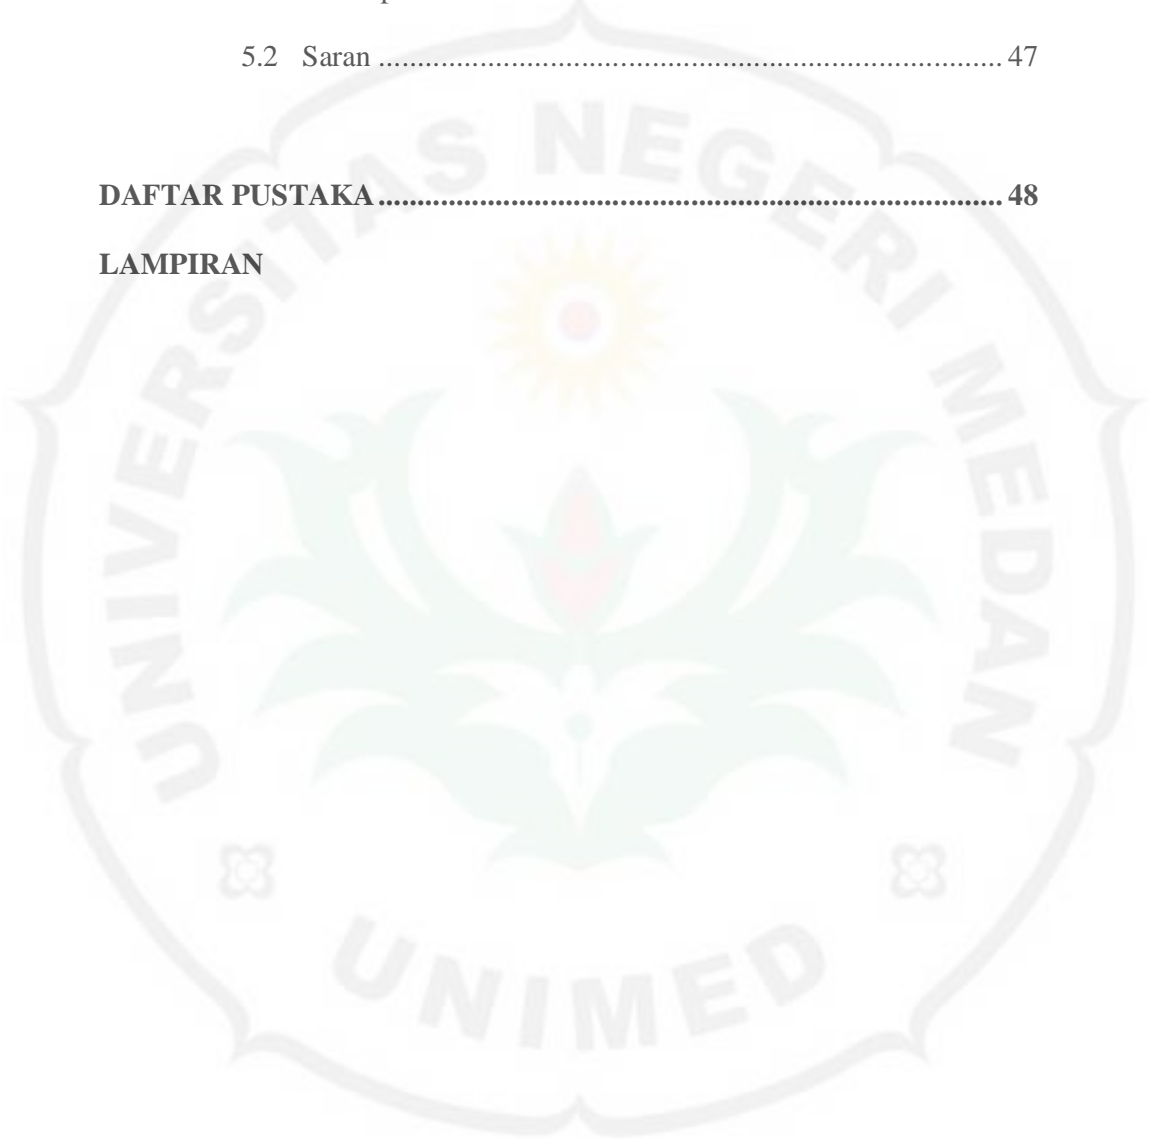 5.2 Saran ................................................................................ 47
DAFTAR PUSTAKA ................................................................................ 48
LAMPIRAN
UNIVERSITAS NEGERI MEDAN
UNIMED